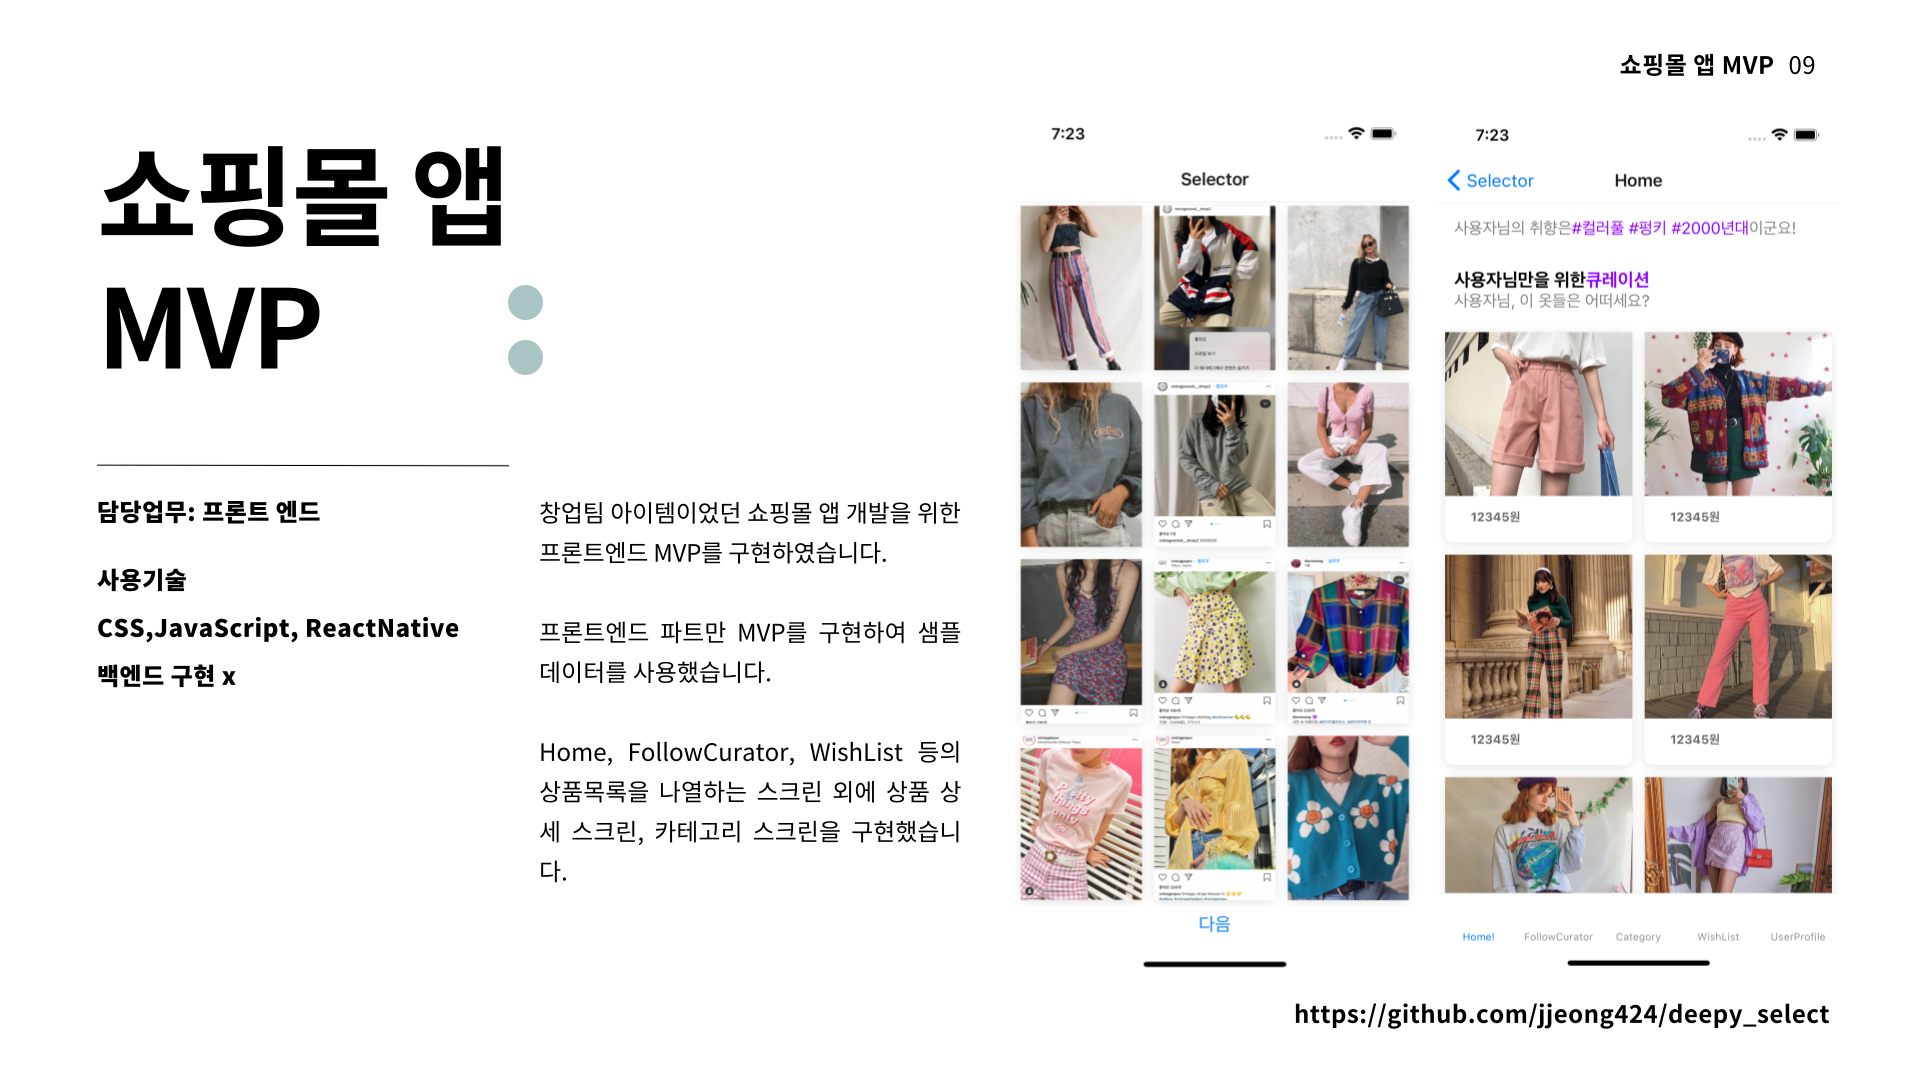 쇼핑몰 앱 MVP 09
쇼핑몰 앱
MVP
담당업무: 프론트 엔드
사용기술
CSS,JavaScript, ReactNative
백엔드 구현 x
창업팀 아이템이었던 쇼핑몰 앱 개발을 위한
프론트엔드 MVP를 구현하였습니다.
프론트엔드 파트만 MVP를 구현하여 샘플
데이터를 사용했습니다.
Home, FollowCurator, WishList 등의
상품목록을 나열하는 스크린 외에 상품 상
세 스크린, 카테고리 스크린을 구현했습니
다.
7:23
Selector
다음
7:23
Selector
Home
사용자님의 취향은#컬러풀 #펑키 #2000년대이군요!
사용자님만을 위한큐레이션
사용자님, 이 옷들은 어떠세요?
12345원
12345원
12345원
12345원
Home!
FollowCurator
Category
WishList
UserProfile
https://github.com/jjeong424/deepy_select